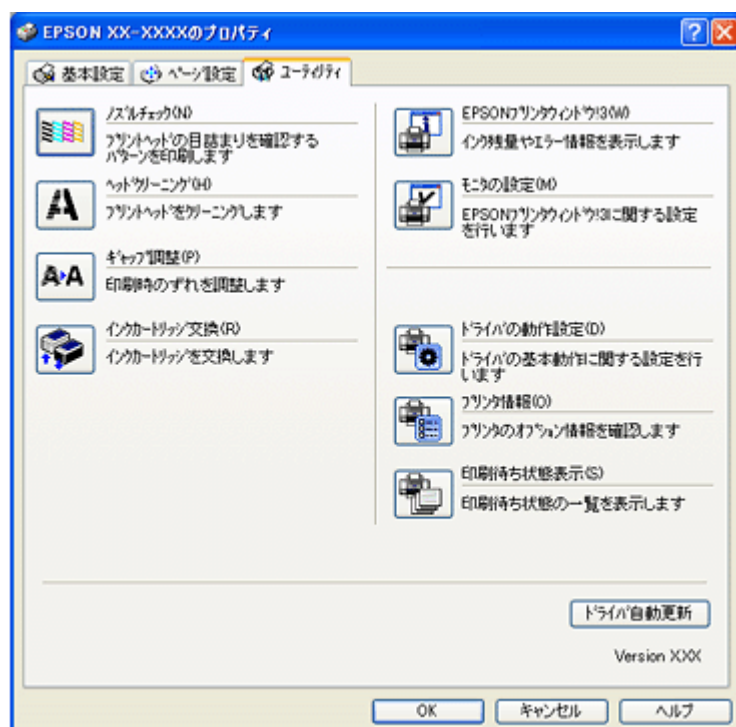 EPSON XX-XXXXのプロパティ
基本設定
ページ設定
ユーティリティ
ノズルチェック(N)
プリントヘッドの目詰まりを確認する
パターンを印刷します
ヘッドクリーニング(H)
プリントヘッドをクリーニングします
ギャップ調整(P)
印刷時のずれを調整します
インクカートリッジ交換(R)
インクカートリッジを交換します
EPSONプリンタウィンドウ!3(W)
インク残量やエラー情報を表示します
モニタの設定(M)
EPSONプリンタウィンドウ!3に関する設定
を行います
ドライバの動作設定(D)
ドライバの基本動作に関する設定を行
います
プリンタ情報(O)
プリンタのオプション情報を確認します
印刷待ち状態表示(S)
印刷待ち状態の一覧を表示します
ドライバ自動更新
Version XXX
OK
キャンセル
ヘルプ